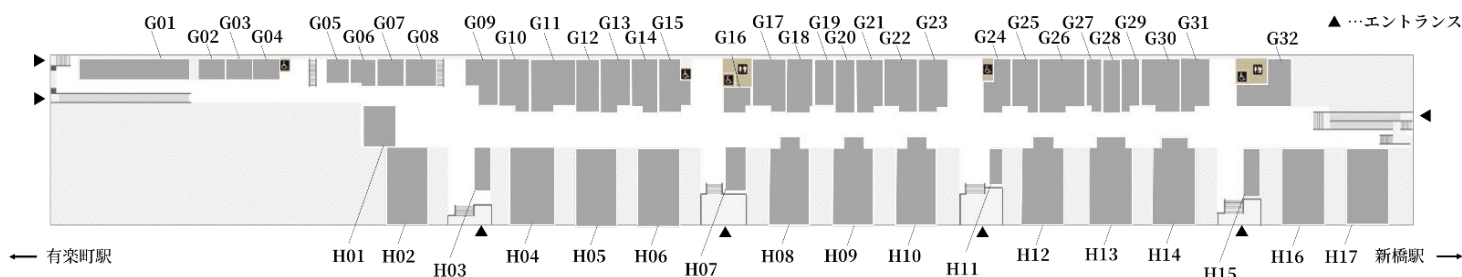 G01 G03 G05 G07 G09 G11 G13 G15 G17 G19 G21 G23 G25 G27 G29 G31 ▲ …エントランス
G02 G04 G06 G08 G10 G12 G14 G16 G18 G20 G22 G24 G26 G28 G30 G32
H01 H02 H04 H05 H06 H08 H09 H10 H12 H13 H14 H16 H17
H03 H07 H11 H15
← 有楽町駅
新橋駅 →